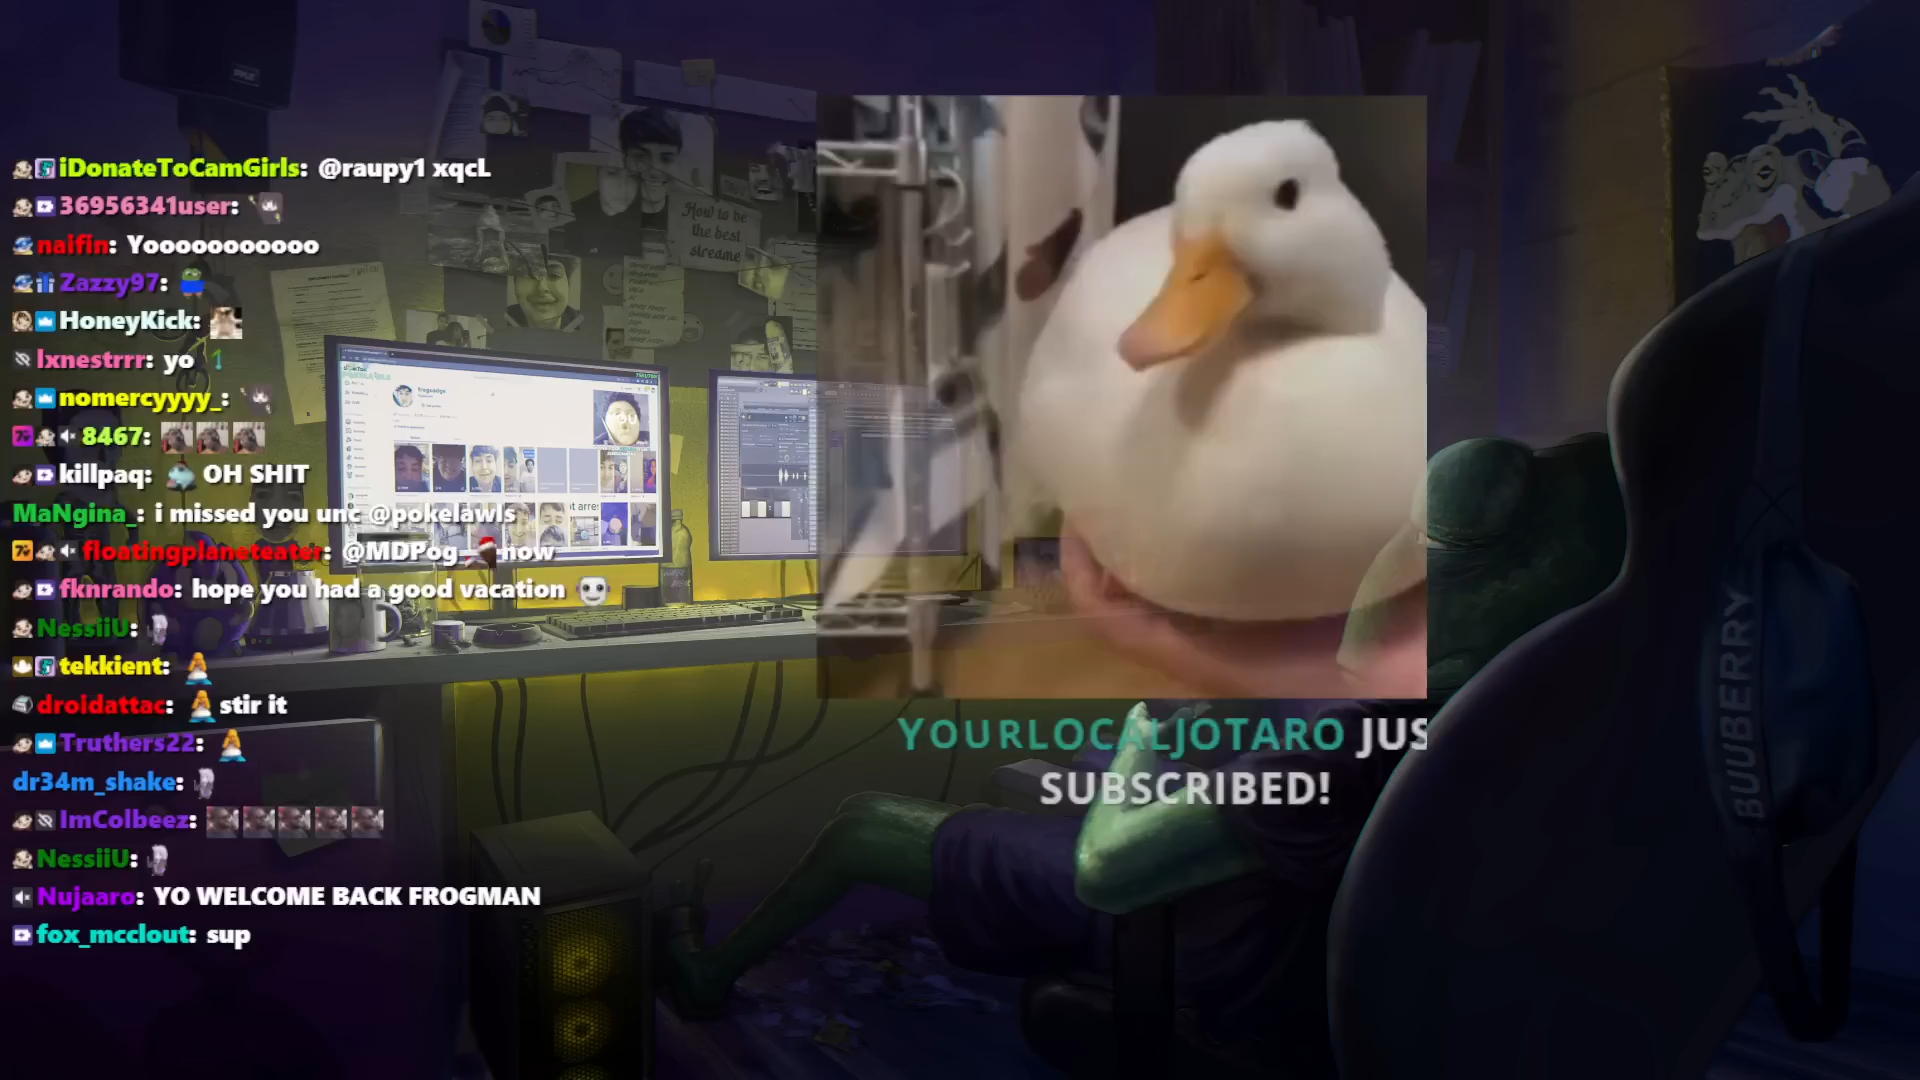 PYLE
How to be
the best
streamer
iDonateToCamGirls: @raupy1 xqcL
36956341user:
naifin: Yooooooooooo
Zazzy97:
HoneyKick:
lxnestrrr: yo
nomercyyyy_:
8467:
killpaq: OH SHIT
MaNgina_: i missed you unc @pokelawls
floatingplaneteater: @MDPog now
fknrando: hope you had a good vacation
NessiiU:
tekkient:
droidattac: stir it
Truthers22:
dr34m_shake:
ImColbeez:
NessiiU:
Nujaaro: YO WELCOME BACK FROGMAN
fox_mcclout: sup
YOURLOCALJOTARO JUS
SUBSCRIBED!
BUUBERRY